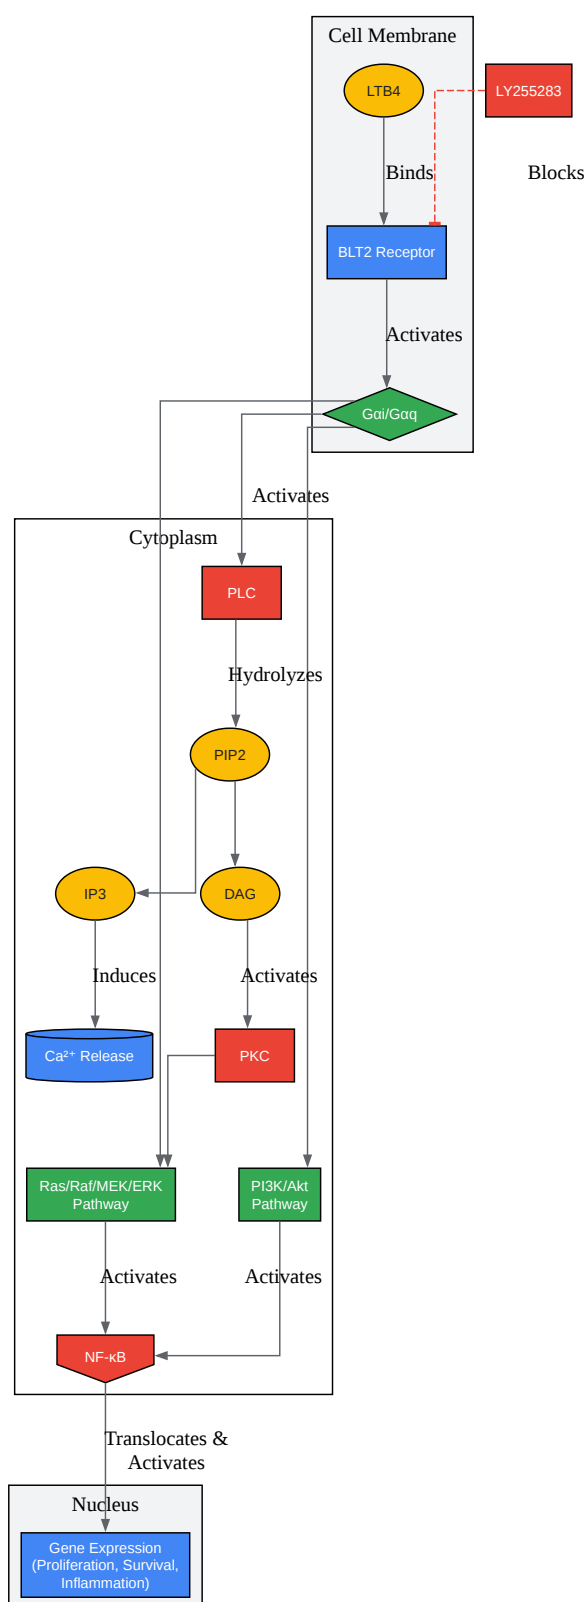 Cell Membrane
LTB4
LY255283
Binds
Blocks
BLT2 Receptor
Activates
Gαi/Gαq
Activates
Cytoplasm
PLC
Hydrolyzes
PIP2
IP3
DAG
Induces
Activates
Ca²⁺ Release
PKC
Ras/Raf/MEK/ERK
Pathway
PI3K/Akt
Pathway
Activates
Activates
NF-κB
Translocates &
Activates
Nucleus
Gene Expression
(Proliferation, Survival,
Inflammation)